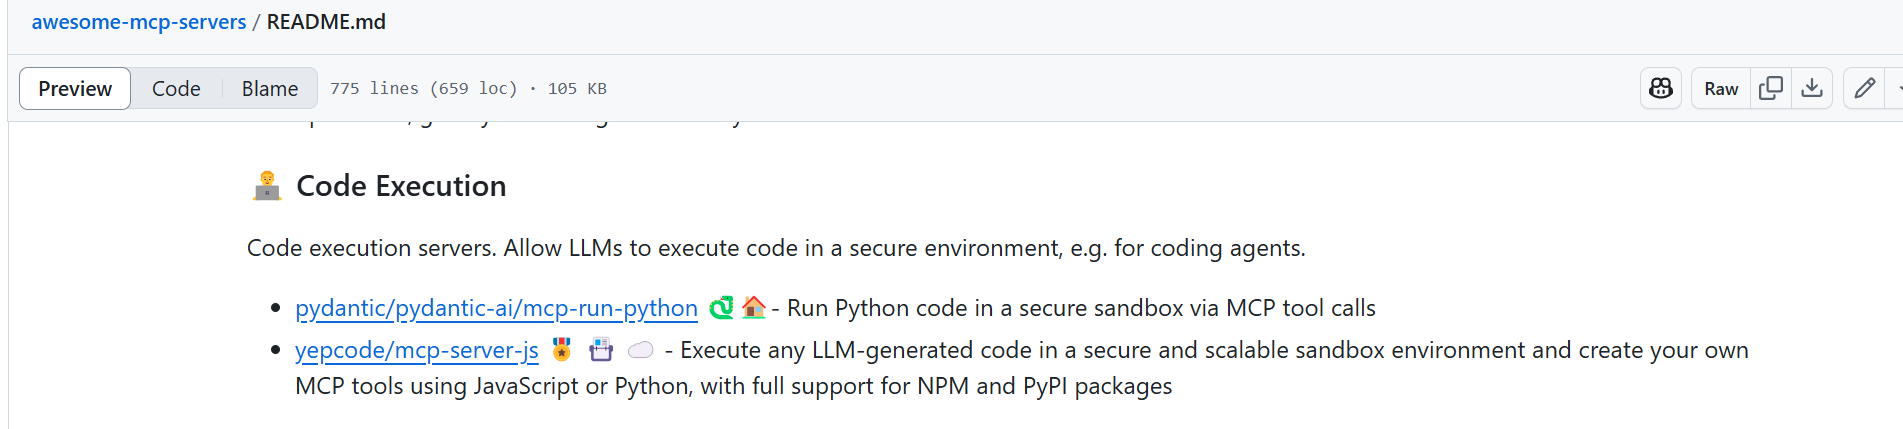 awesome-mcp-servers / README.md
Preview Code Blame 775 lines (659 loc) · 105 KB Raw
Code Execution
Code execution servers. Allow LLMs to execute code in a secure environment, e.g. for coding agents.
• pydantic/pydantic-ai/mcp-run-python 🐍 🏠 - Run Python code in a secure sandbox via MCP tool calls
• yepcode/mcp-server-js 🎖️ 📇 ☁️ - Execute any LLM-generated code in a secure and scalable sandbox environment and create your own
MCP tools using JavaScript or Python, with full support for NPM and PyPI packages